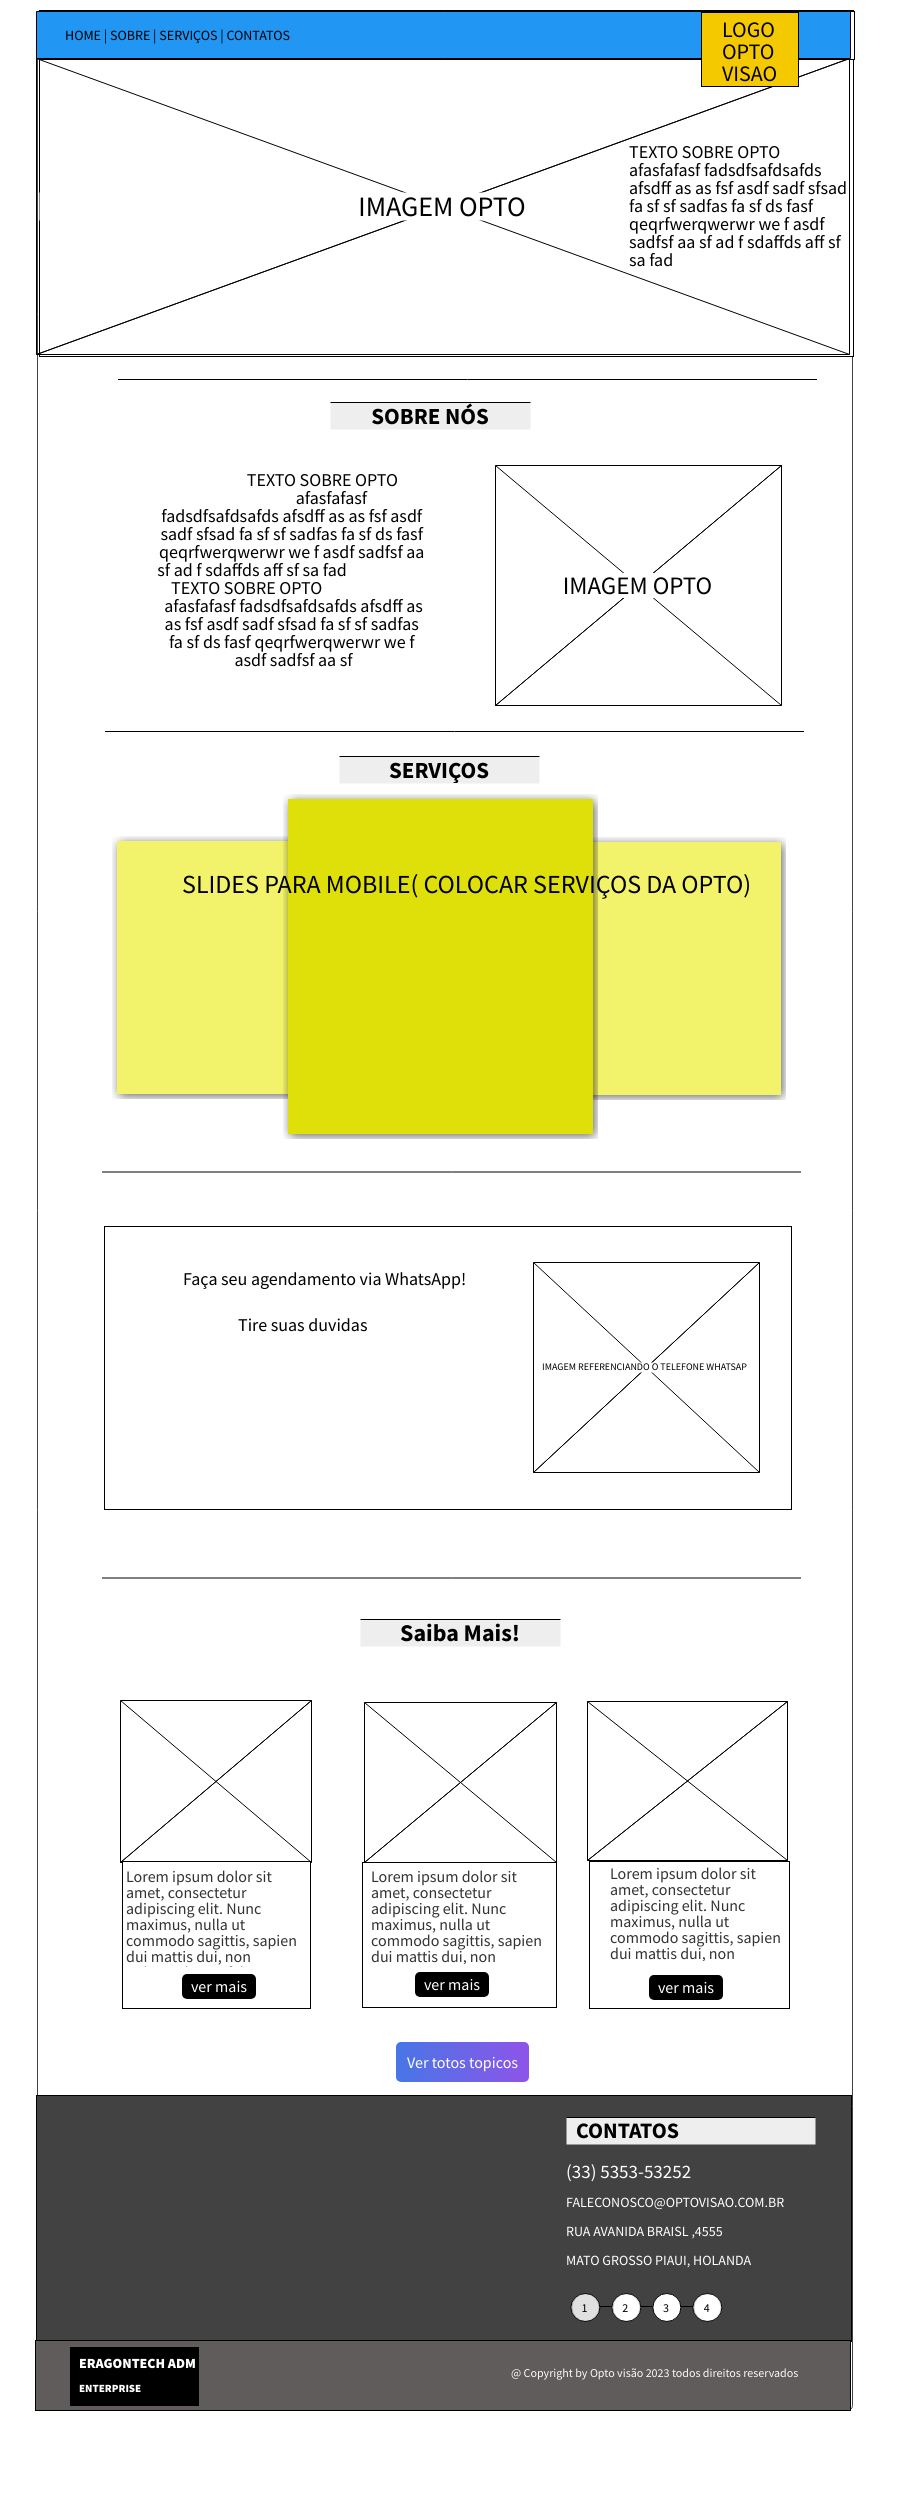 HOME | SOBRE | SERVIÇOS | CONTATOS
LOGO
OPTO
VISAO
IMAGEM OPTO
TEXTO SOBRE OPTO
afasfafasf fadsdfsafdsafds
afsdff as as fsf asdf sadf sfsad
fa sf sf sadfas fa sf ds fasf
qeqrfwerqwerwr we f asdf
sadfsf aa sf ad f sdaffds aff sf
sa fad
SOBRE NÓS
TEXTO SOBRE OPTO
afasfafasf
fadsdfsafdsafds afsdff as as fsf asdf
sadf sfsad fa sf sf sadfas fa sf ds fasf
qeqrfwerqwerwr we f asdf sadfsf aa
sf ad f sdaffds aff sf sa fad
TEXTO SOBRE OPTO
afasfafasf fadsdfsafdsafds afsdff as
as fsf asdf sadf sfsad fa sf sf sadfas
fa sf ds fasf qeqrfwerqwerwr we f
asdf sadfsf aa sf
IMAGEM OPTO
SERVIÇOS
SLIDES PARA MOBILE( COLOCAR SERVIÇOS DA OPTO)
Faça seu agendamento via WhatsApp!
Tire suas duvidas
IMAGEM REFERENCIANDO O TELEFONE WHATSAP
Saiba Mais!
Lorem ipsum dolor sit
amet, consectetur
adipiscing elit. Nunc
maximus, nulla ut
commodo sagittis, sapien
dui mattis dui, non
ver mais
Lorem ipsum dolor sit
amet, consectetur
adipiscing elit. Nunc
maximus, nulla ut
commodo sagittis, sapien
dui mattis dui, non
ver mais
Lorem ipsum dolor sit
amet, consectetur
adipiscing elit. Nunc
maximus, nulla ut
commodo sagittis, sapien
dui mattis dui, non
ver mais
Ver totos topicos
CONTATOS
(33) 5353-53252
FALECONOSCO@OPTOVISAO.COM.BR
RUA AVANIDA BRAISL ,4555
MATO GROSSO PIAUI, HOLANDA
1 2 3 4
ERAGONTECH ADM
ENTERPRISE
@ Copyright by Opto visão 2023 todos direitos reservados